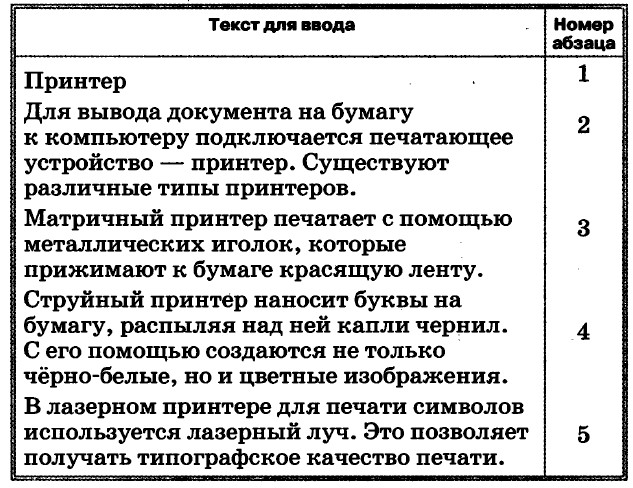 Текст для ввода
Номер
абзаца
Принтер
1
Для вывода документа на бумагу
к компьютеру подключается печатающее
устройство — принтер. Существуют
различные типы принтеров.
2
Матричный принтер печатает с помощью
металлических иголок, которые
прижимают к бумаге красящую ленту.
3
Струйный принтер наносит буквы на
бумагу, распыляя над ней капли чернил.
С его помощью создаются не только
чёрно-белые, но и цветные изображения.
4
В лазерном принтере для печати символов
используется лазерный луч. Это позволяет
получать типографское качество печати.
5